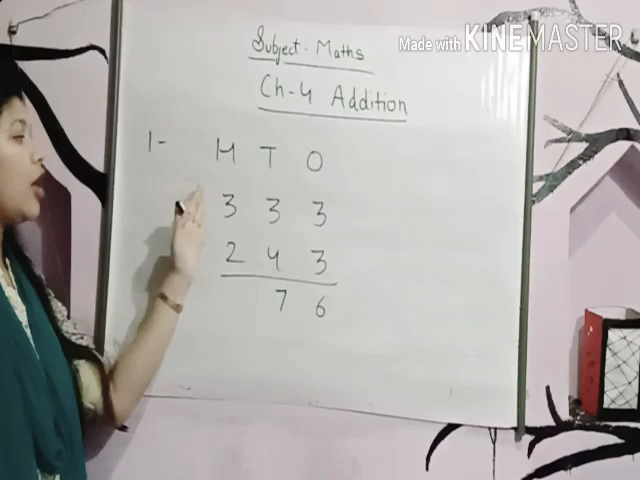 Made with KINEMASTER
Subject - Maths
Ch-4 Addition
1- H T O
3 3 3
2 4 3
7 6